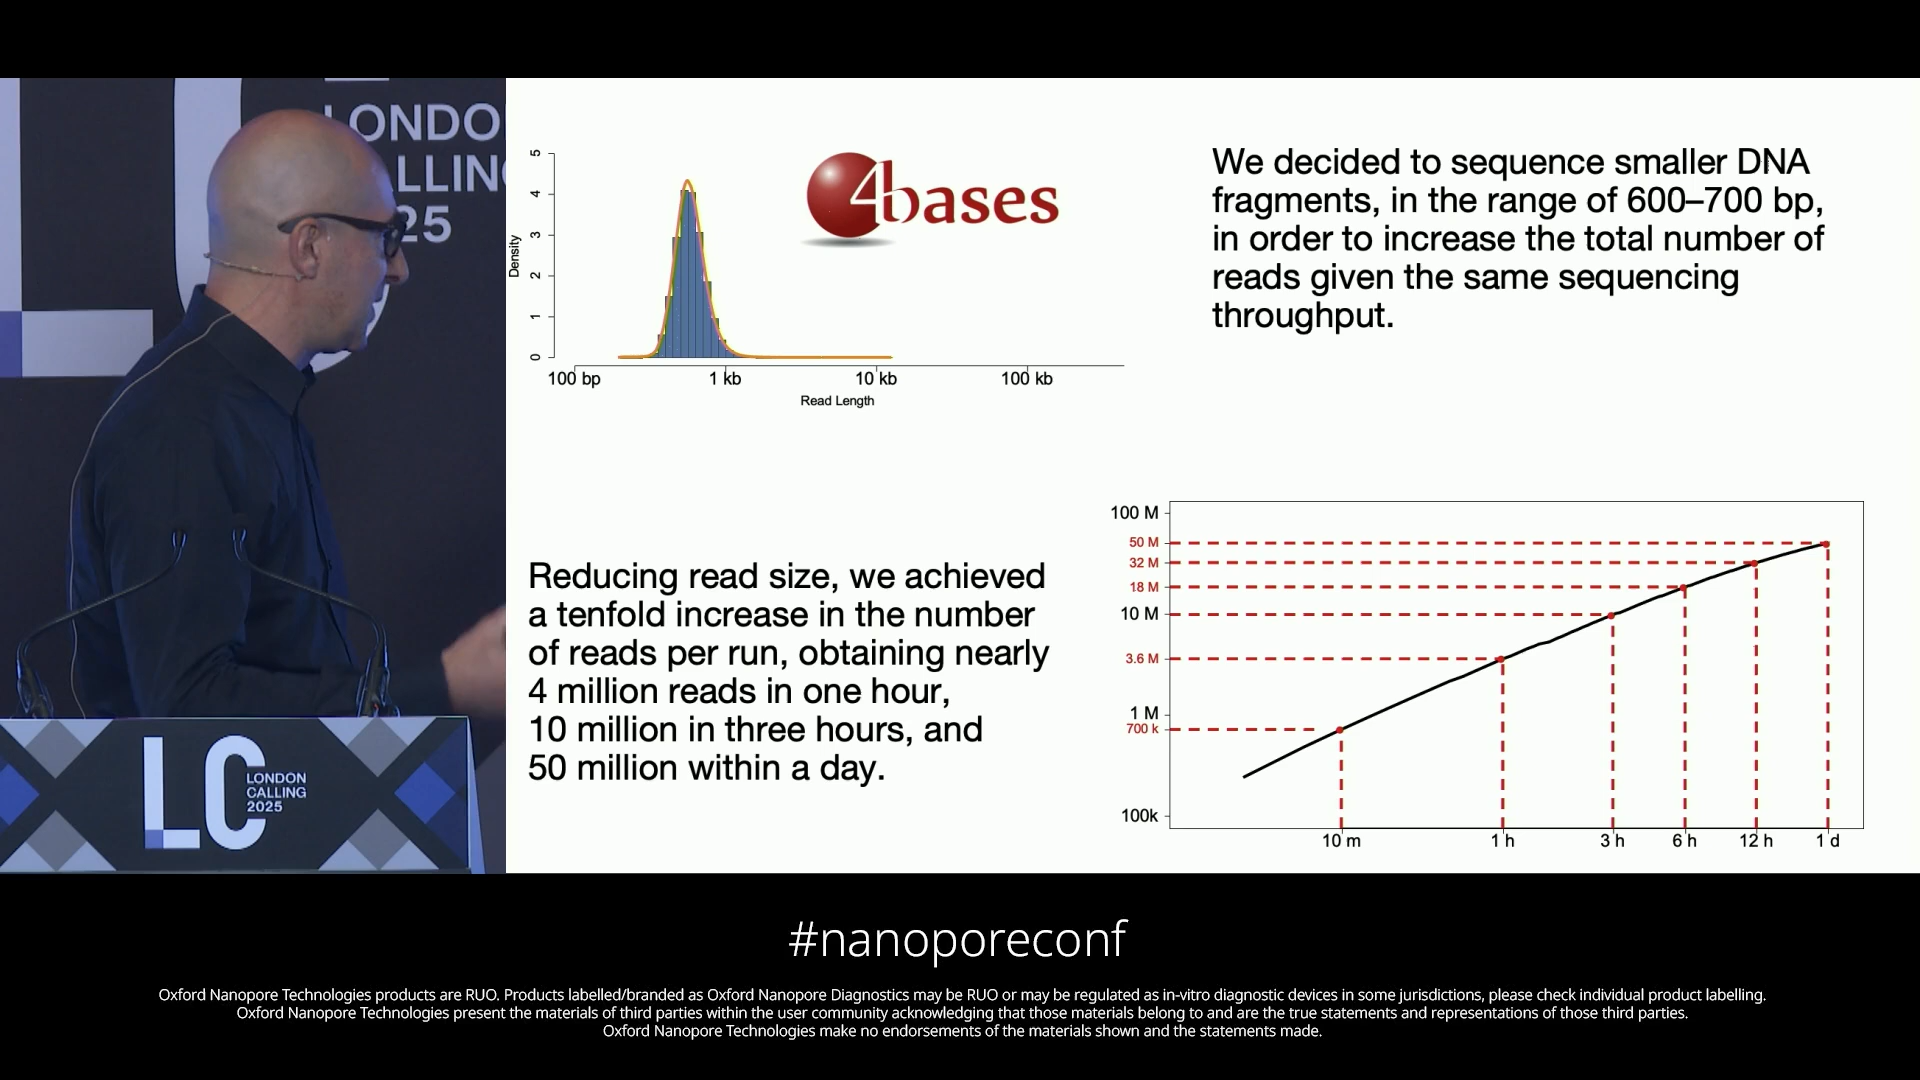 LONDO
CALLIN
25
LC
LONDON
CALLING
2025
5
4
3
2
1
0
Density
100 bp
1 kb
10 kb
100 kb
Read Length
4bases
We decided to sequence smaller DNA
fragments, in the range of 600–700 bp,
in order to increase the total number of
reads given the same sequencing
throughput.
Reducing read size, we achieved
a tenfold increase in the number
of reads per run, obtaining nearly
4 million reads in one hour,
10 million in three hours, and
50 million within a day.
100 M
50 M
32 M
18 M
10 M
3.6 M
1 M
700 k
100k
10 m
1 h
3 h
6 h
12 h
1 d
#nanoporeconf
Oxford Nanopore Technologies products are RUO. Products labelled/branded as Oxford Nanopore Diagnostics may be RUO or may be regulated as in-vitro diagnostic devices in some jurisdictions, please check individual product labelling.
Oxford Nanopore Technologies present the materials of third parties within the user community acknowledging that those materials belong to and are the true statements and representations of those third parties.
Oxford Nanopore Technologies make no endorsements of the materials shown and the statements made.